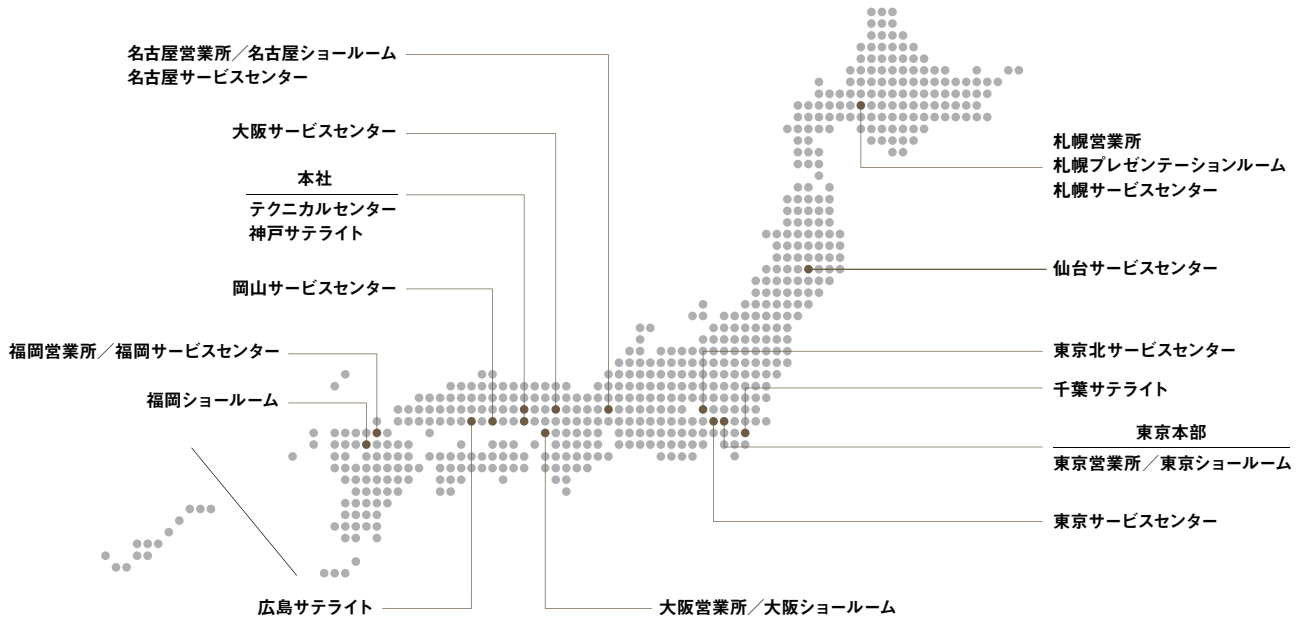 名古屋営業所／名古屋ショールーム
名古屋サービスセンター
大阪サービスセンター
本社
テクニカルセンター
神戸サテライト
岡山サービスセンター
福岡営業所／福岡サービスセンター
福岡ショールーム
広島サテライト
大阪営業所／大阪ショールーム
札幌営業所
札幌プレゼンテーションルーム
札幌サービスセンター
仙台サービスセンター
東京北サービスセンター
千葉サテライト
東京本部
東京営業所／東京ショールーム
東京サービスセンター